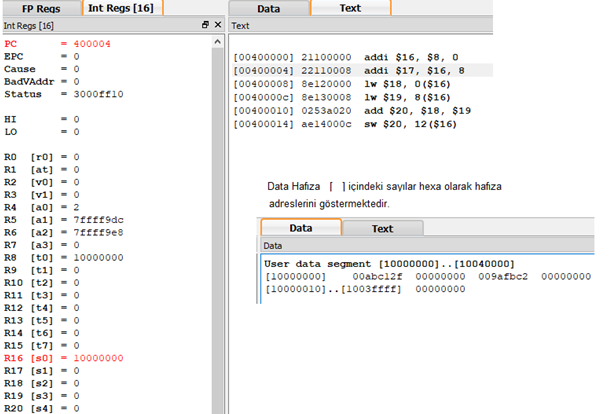 FP Regs
Int Regs [16]
Int Regs [16]
PC = 400004
EPC = 0
Cause = 0
BadVAddr = 0
Status = 3000ff10
HI = 0
LO = 0
R0 [r0] = 0
R1 [at] = 0
R2 [v0] = 0
R3 [v1] = 0
R4 [a0] = 2
R5 [a1] = 7ffff9dc
R6 [a2] = 7ffff9e8
R7 [a3] = 0
R8 [t0] = 10000000
R9 [t1] = 0
R10 [t2] = 0
R11 [t3] = 0
R12 [t4] = 0
R13 [t5] = 0
R14 [t6] = 0
R15 [t7] = 0
R16 [s0] = 10000000
R17 [s1] = 0
R18 [s2] = 0
R19 [s3] = 0
R20 [s4] = 0
Data
Text
Text
[00400000] 21100000 addi $16, $8, 0
[00400004] 22110008 addi $17, $16, 8
[00400008] 8e120000 lw $18, 0($16)
[0040000c] 8e130008 lw $19, 8($16)
[00400010] 0253a020 add $20, $18, $19
[00400014] ae14000c sw $20, 12($16)
Data Hafıza [ ] içindeki sayılar hexa olarak hafıza
adreslerini göstermektedir.
Data
Text
Data
User data segment [10000000]..[10040000]
[10000000] 00abc12f 00000000 009afbc2 00000000
[10000010]..[1003ffff] 00000000